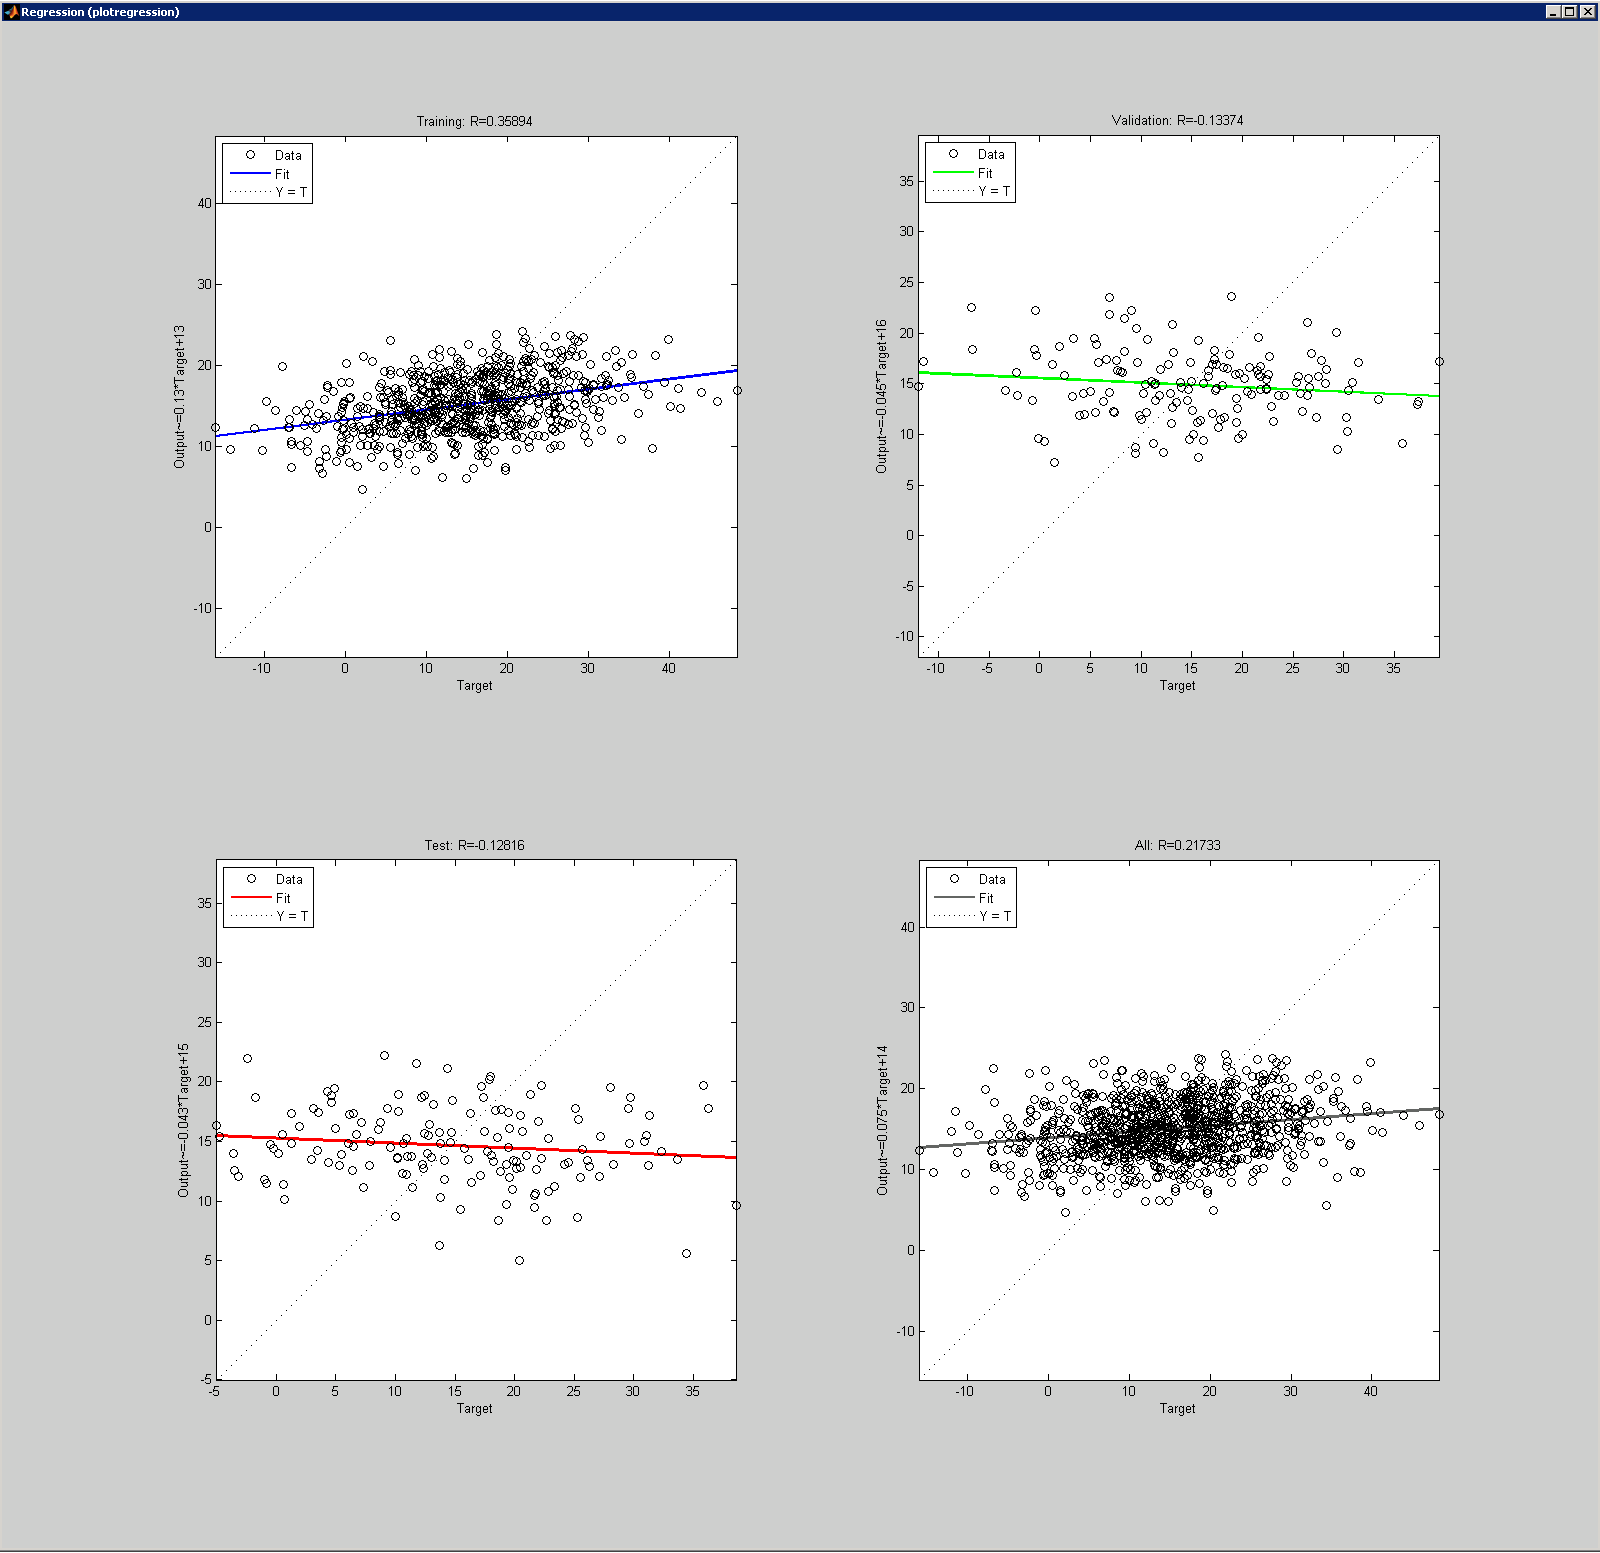 Regression (plotregression)
Training: R=0.35894
Data
Fit
Y = T
Output~=0.13*Target+13
40
30
20
10
0
-10
-10 0 10 20 30 40
Target
Validation: R=-0.13374
Data
Fit
Y = T
Output~=-0.045*Target+16
35
30
25
20
15
10
5
0
-5
-10
-10 -5 0 5 10 15 20 25 30 35
Target
Test: R=-0.12816
Data
Fit
Y = T
Output~=-0.043*Target+15
35
30
25
20
15
10
5
0
-5
-5 0 5 10 15 20 25 30 35
Target
All: R=0.21733
Data
Fit
Y = T
Output~=0.075*Target+14
40
30
20
10
0
-10
-10 0 10 20 30 40
Target